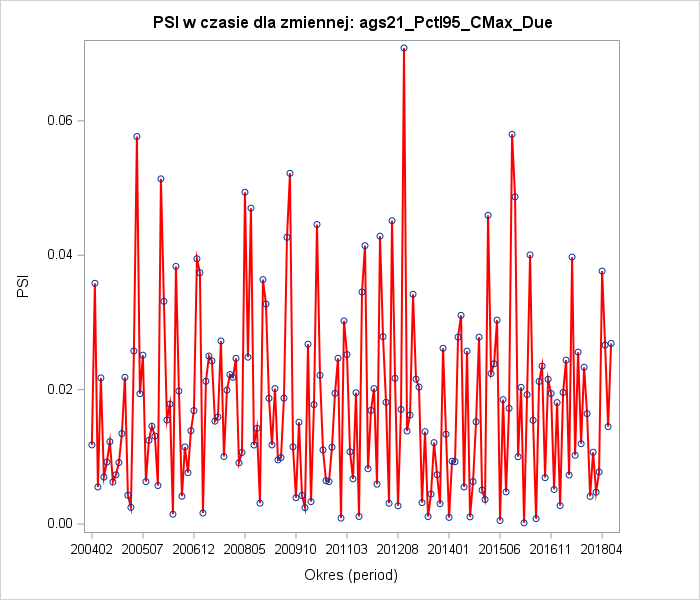 PSI w czasie dla zmiennej: ags21_Pctl95_CMax_Due
0.06
0.04
0.02
0.00
PSI
200402 200507 200612 200805 200910 201103 201208 201401 201506 201611 201804
Okres (period)